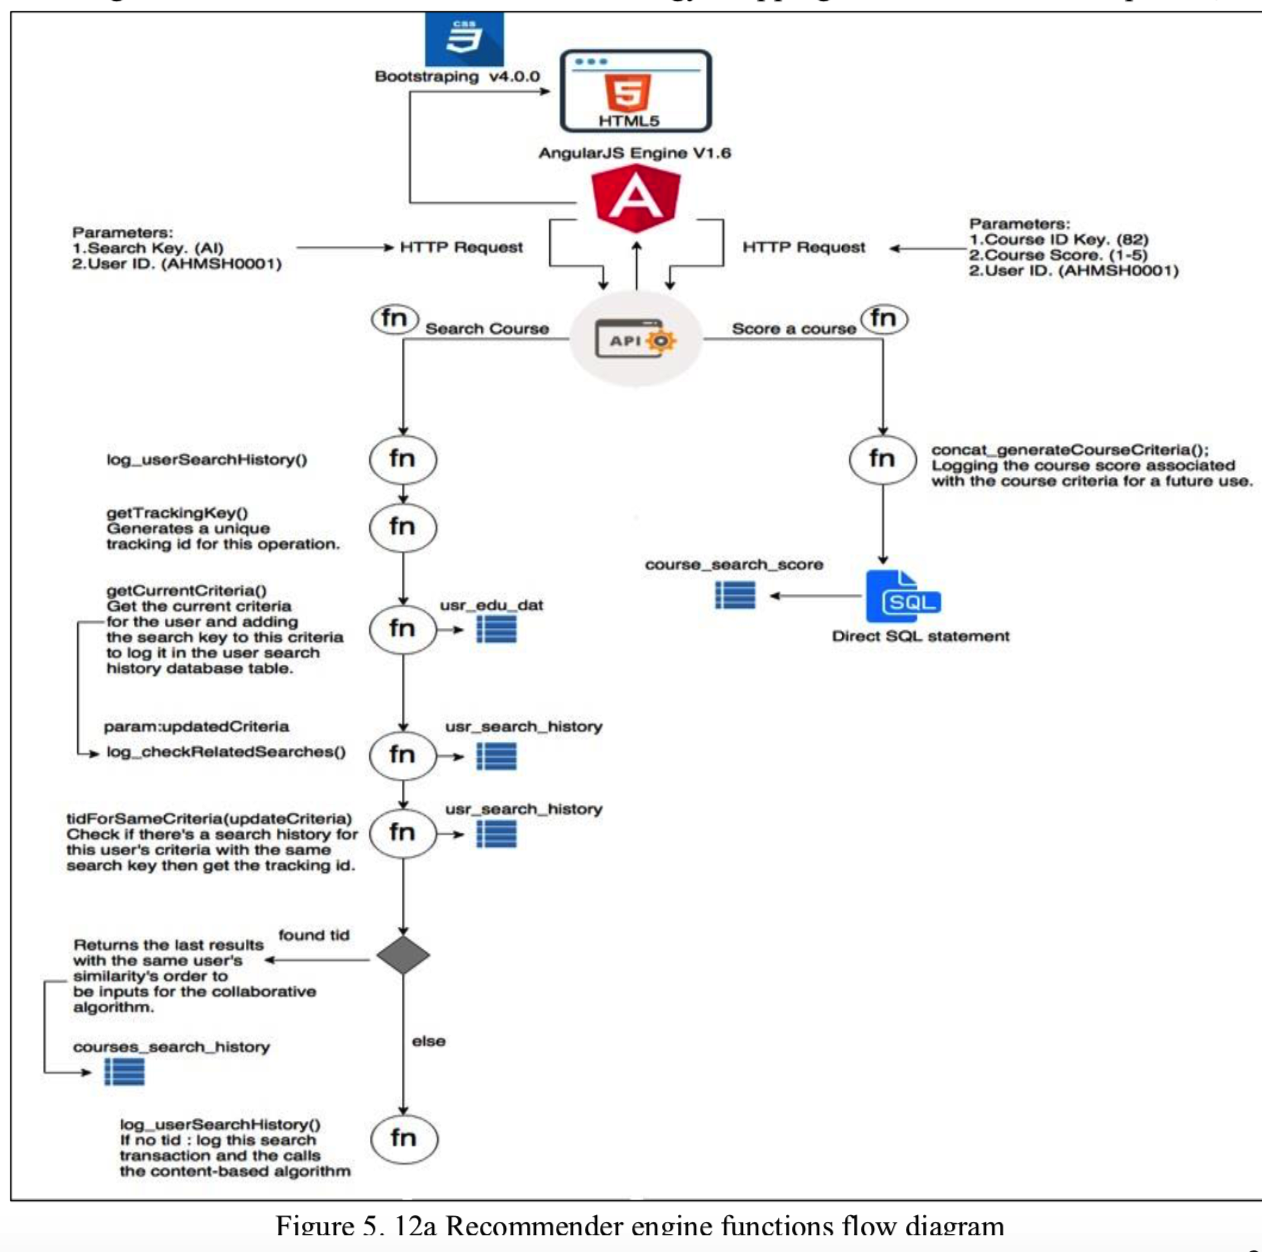 CSS
Bootstraping v4.0.0
HTML5
AngularJS Engine V1.6
Parameters:
1.Search Key. (AI)
2.User ID. (AHMSH0001)
HTTP Request
HTTP Request
Parameters:
1.Course ID Key. (82)
2.Course Score. (1-5)
2.User ID. (AHMSH0001)
fn
Search Course
API
Score a course
fn
log_userSearchHistory()
fn
fn
concat_generateCourseCriteria();
Logging the course score associated
with the course criteria for a future use.
getTrackingKey()
Generates a unique
tracking id for this operation.
fn
course_search_score
SQL
Direct SQL statement
getCurrentCriteria()
Get the current criteria
for the user and adding
the search key to this criteria
to log it in the user search
history database table.
fn
usr_edu_dat
param:updatedCriteria
log_checkRelatedSearches()
fn
usr_search_history
tidForSameCriteria(updateCriteria)
Check if there's a search history for
this user's criteria with the same
search key then get the tracking id.
fn
usr_search_history
found tid
Returns the last results
with the same user's
similarity's order to
be inputs for the collaborative
algorithm.
courses_search_history
else
log_userSearchHistory()
If no tid : log this search
transaction and the calls
the content-based algorithm
fn
Figure 5. 12a Recommender engine functions flow diagram